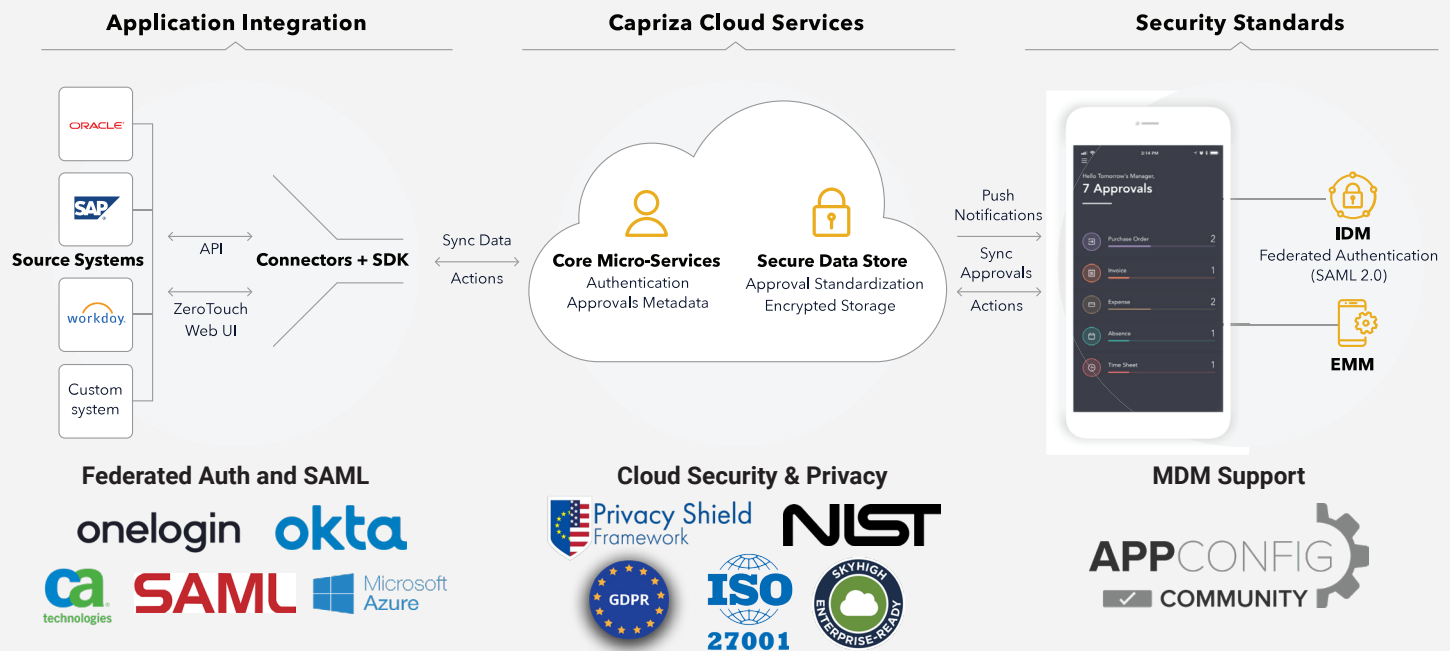 Application Integration
Capriza Cloud Services
Security Standards
ORACLE
SAP
Source Systems
workday.
Custom
system
API
ZeroTouch
Web UI
Connectors + SDK
Sync Data
Actions
Core Micro-Services
Authentication
Approvals Metadata
Secure Data Store
Approval Standardization
Encrypted Storage
Push
Notifications
Sync
Approvals
Actions
2:14 PM
Hello Tomorrow's Manager,
7 Approvals
Purchase Order 2
Invoice 1
Expense 2
Absence 1
Time Sheet 1
IDM
Federated Authentication
(SAML 2.0)
EMM
Federated Auth and SAML
onelogin
okta
ca
technologies
SAML
Microsoft
Azure
Cloud Security & Privacy
Privacy Shield
Framework
NIST
GDPR
ISO
27001
SKYHIGH
ENTERPRISE-READY
MDM Support
APPCONFIG
COMMUNITY